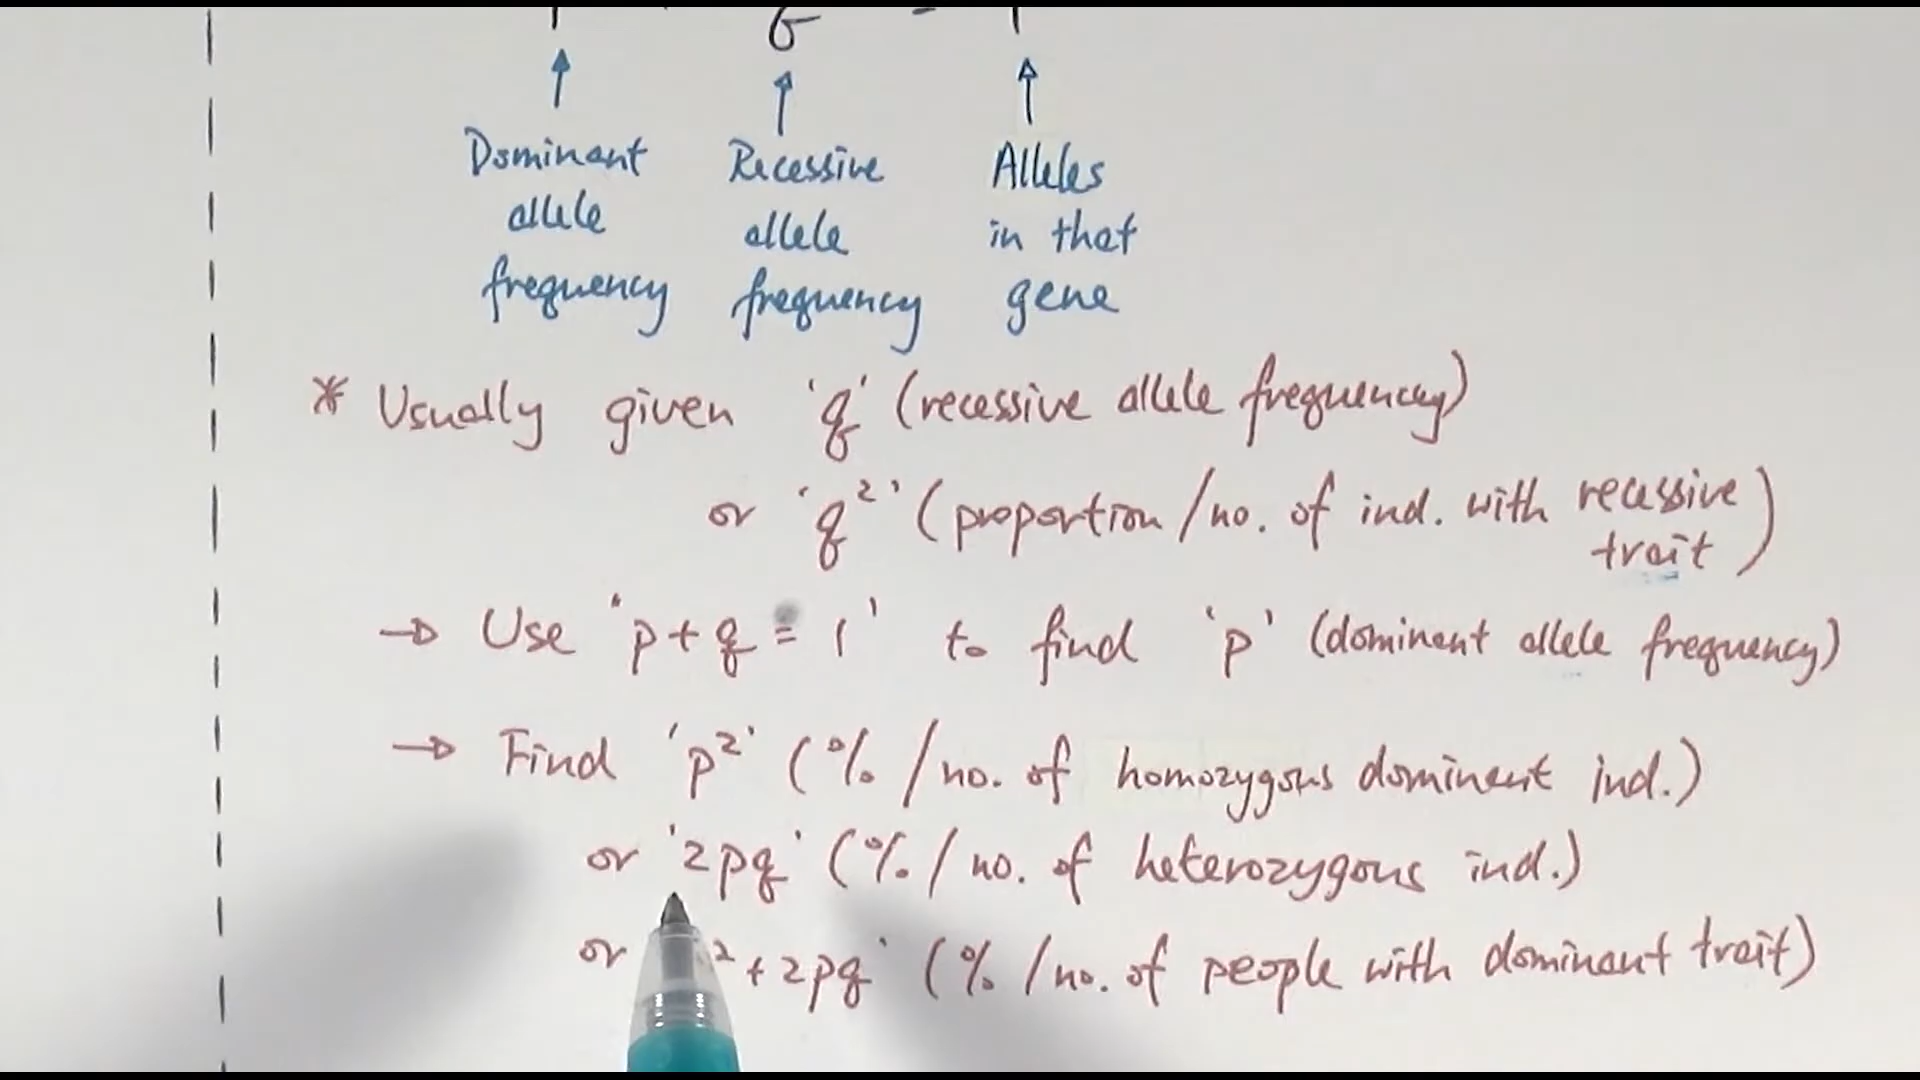 q
Dominant Recessive Alleles
allele allele in that
frequency frequency gene
* Usually given 'q' (recessive allele frequency)
or 'q²' (proportion/no. of ind. with recessive
trait)
→ Use 'p+q = 1' to find 'p' (dominant allele frequency)
→ Find 'p²' (%/no. of homozygous dominant ind.)
or '2pq' (%/no. of heterozygous ind.)
or ²+2pq' (%/no. of people with dominant trait)